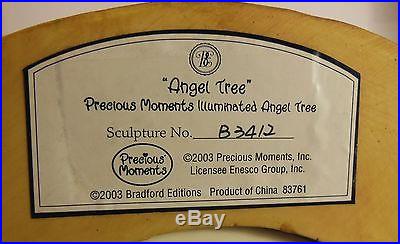 BE
"Angel Tree"
Precious Moments Illuminated Angel Tree
Sculpture No. B3412
Precious
Moments
©2003 Precious Moments, Inc.
Licensee Enesco Group, Inc.
©2003 Bradford Editions Product of China 83761
SaleHoo